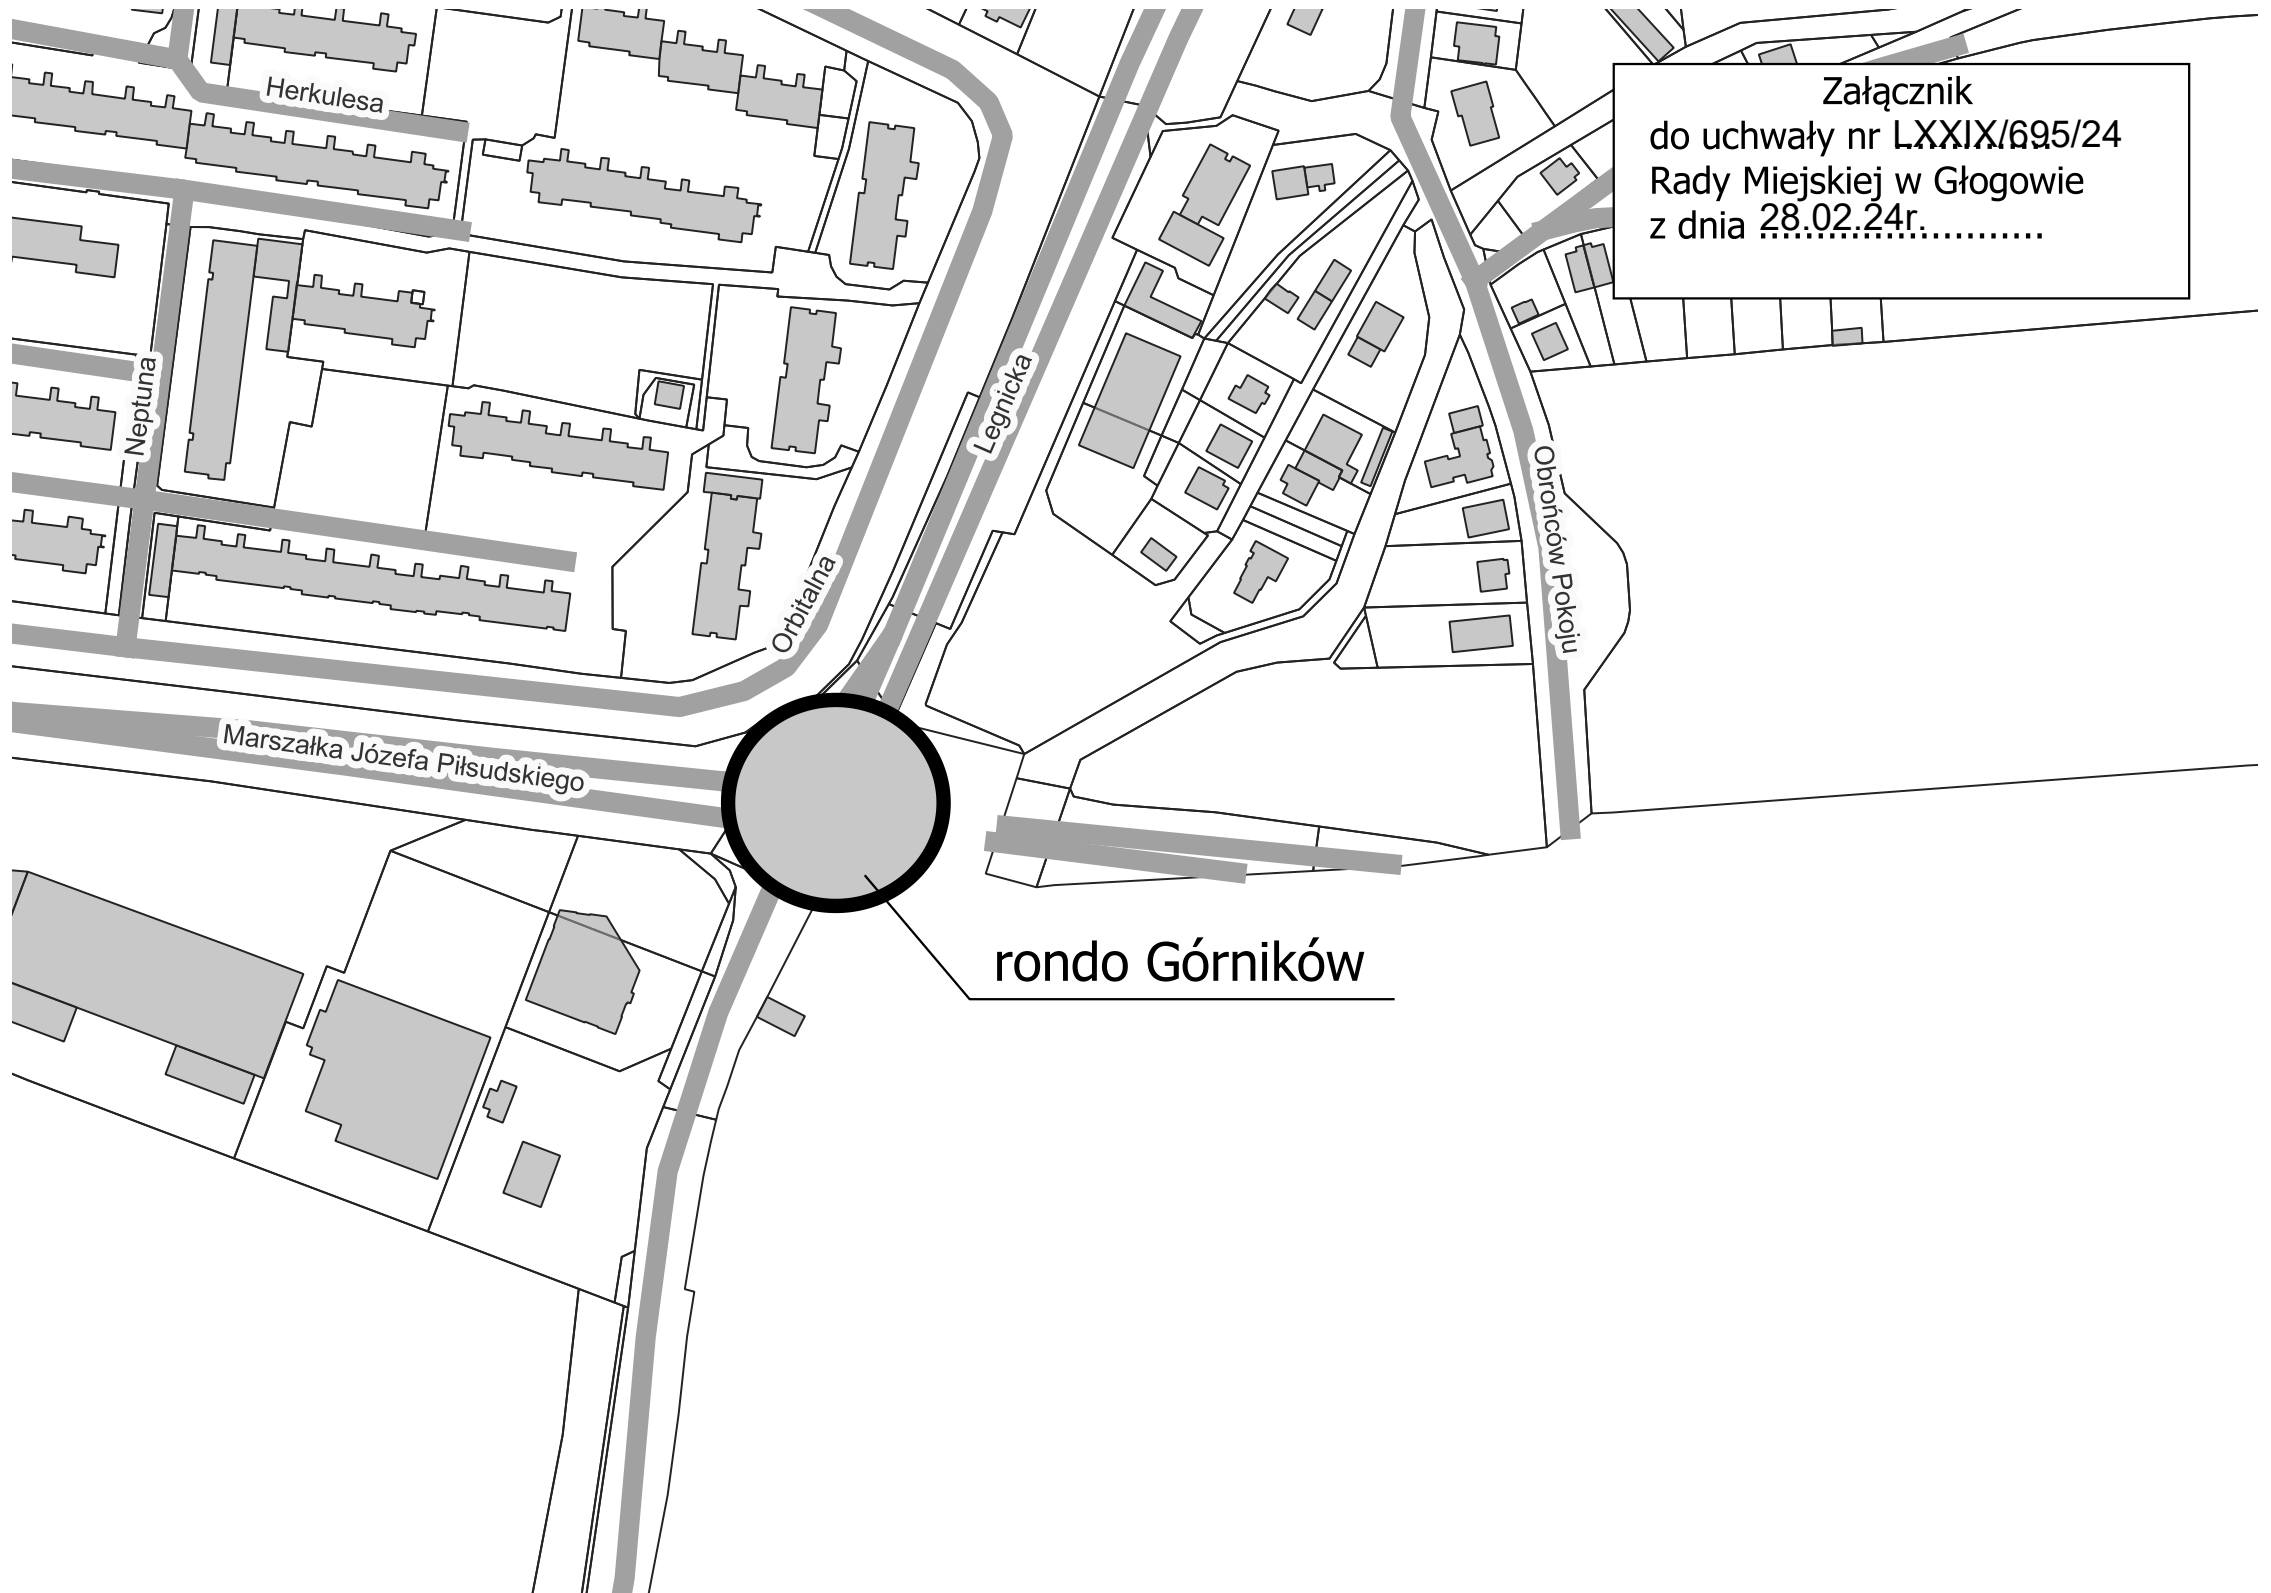 Załącznik
do uchwały nr LXXIX/695/24
Rady Miejskiej w Głogowie
z dnia 28.02.24r.
Herkulesa
Neptuna
Legnicka
Orbitalna
Obrońców Pokoju
Marszałka Józefa Piłsudskiego
rondo Górników